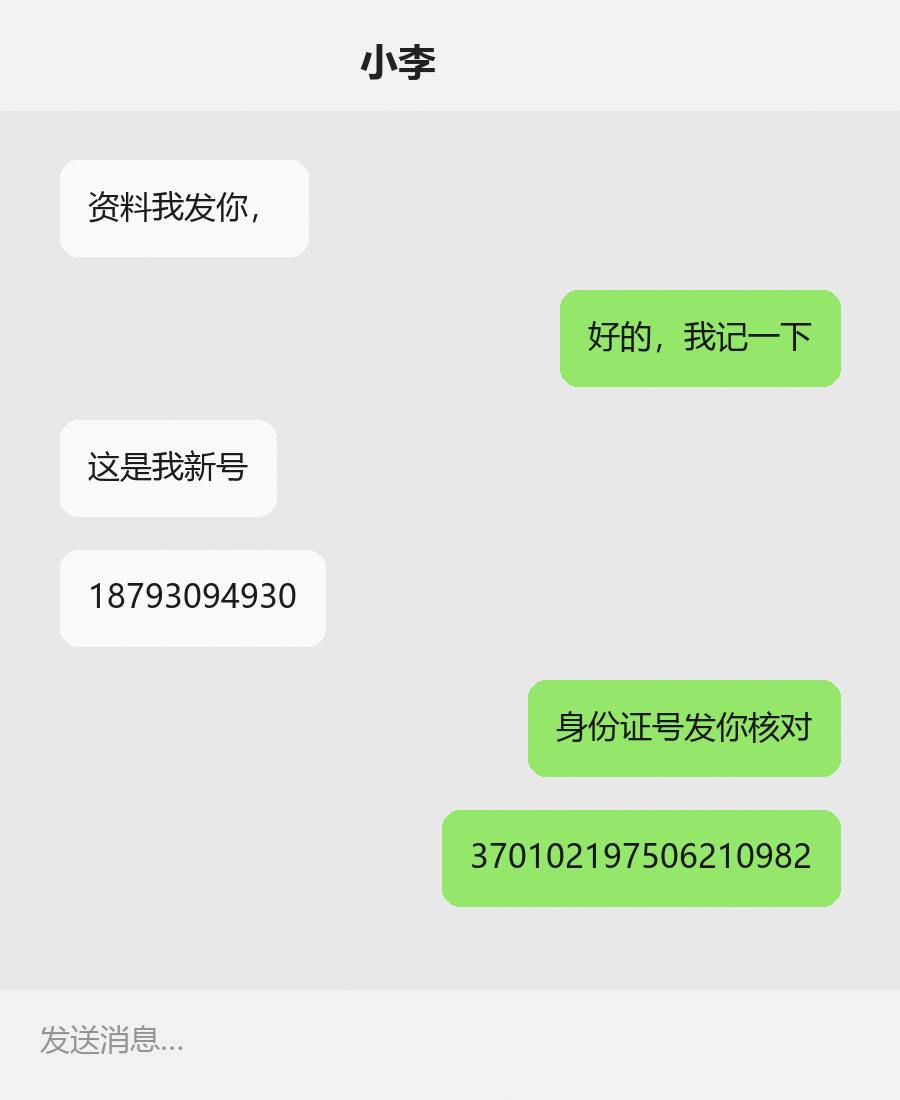 小李
资料我发你，
好的，我记一下
这是我新号
18793094930
身份证号发你核对
370102197506210982
发送消息...